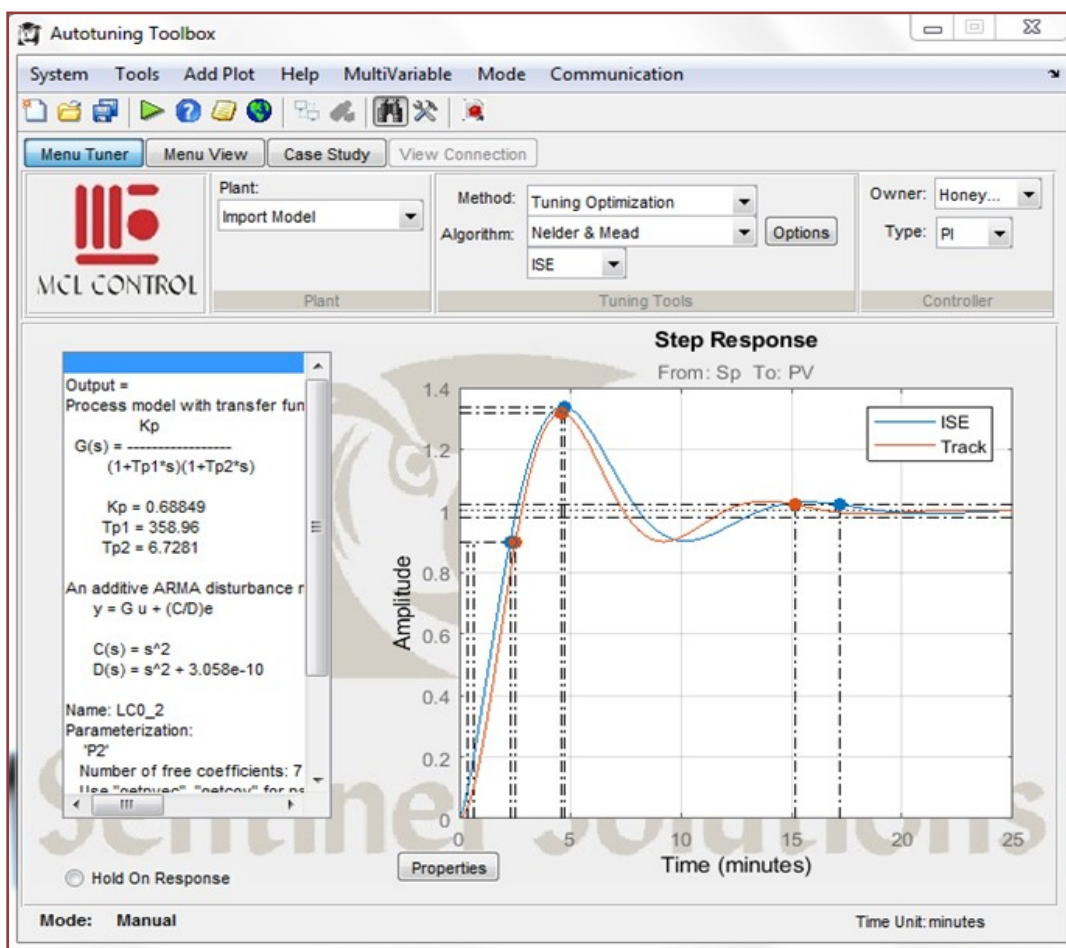 Autotuning Toolbox
System Tools Add Plot Help MultiVariable Mode Communication
Menu Tuner Menu View Case Study View Connection
MCL CONTROL
Plant:
Import Model
Plant
Method: Tuning Optimization
Algorithm: Nelder & Mead Options
ISE
Tuning Tools
Owner: Honey...
Type: PI
Controller
Output =
Process model with transfer fun
Kp
G(s) = ------------------
(1+Tp1*s)(1+Tp2*s)
Kp = 0.68849
Tp1 = 358.96
Tp2 = 6.7281
An additive ARMA disturbance
y = G u + (C/D)e
C(s) = s^2
D(s) = s^2 + 3.058e-10
Name: LC0_2
Parameterization:
'P2'
Number of free coefficients: 7
Use "getpvec", "getcov" for
Step Response
From: Sp To: PV
ISE
Track
Amplitude
1.4
1.2
1
0.8
0.6
0.4
0.2
0
0 5 10 15 20 25
Time (minutes)
Sentinel Solutions
Hold On Response
Properties
Mode: Manual
Time Unit: minutes